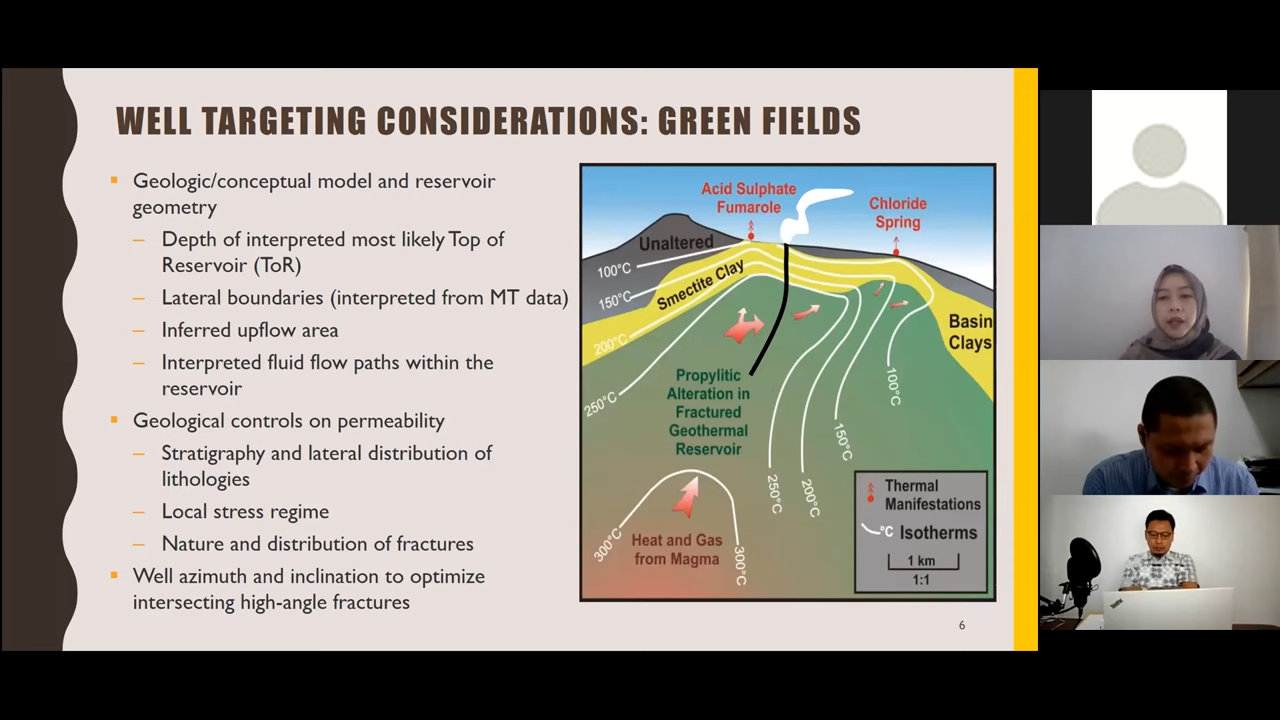 WELL TARGETING CONSIDERATIONS: GREEN FIELDS
Geologic/conceptual model and reservoir
geometry
– Depth of interpreted most likely Top of
Reservoir (ToR)
– Lateral boundaries (interpreted from MT data)
– Inferred upflow area
– Interpreted fluid flow paths within the
reservoir
Geological controls on permeability
– Stratigraphy and lateral distribution of
lithologies
– Local stress regime
– Nature and distribution of fractures
Well azimuth and inclination to optimize
intersecting high-angle fractures
Acid Sulphate
Fumarole
Chloride
Spring
Unaltered
100°C
150°C
Smectite Clay
200°C
250°C
Basin
Clays
Propylitic
Alteration in
Fractured
Geothermal
Reservoir
100°C
150°C
250°C
200°C
300°C
Heat and Gas
from Magma
300°C
Thermal
Manifestations
°C Isotherms
1 km
1:1
6